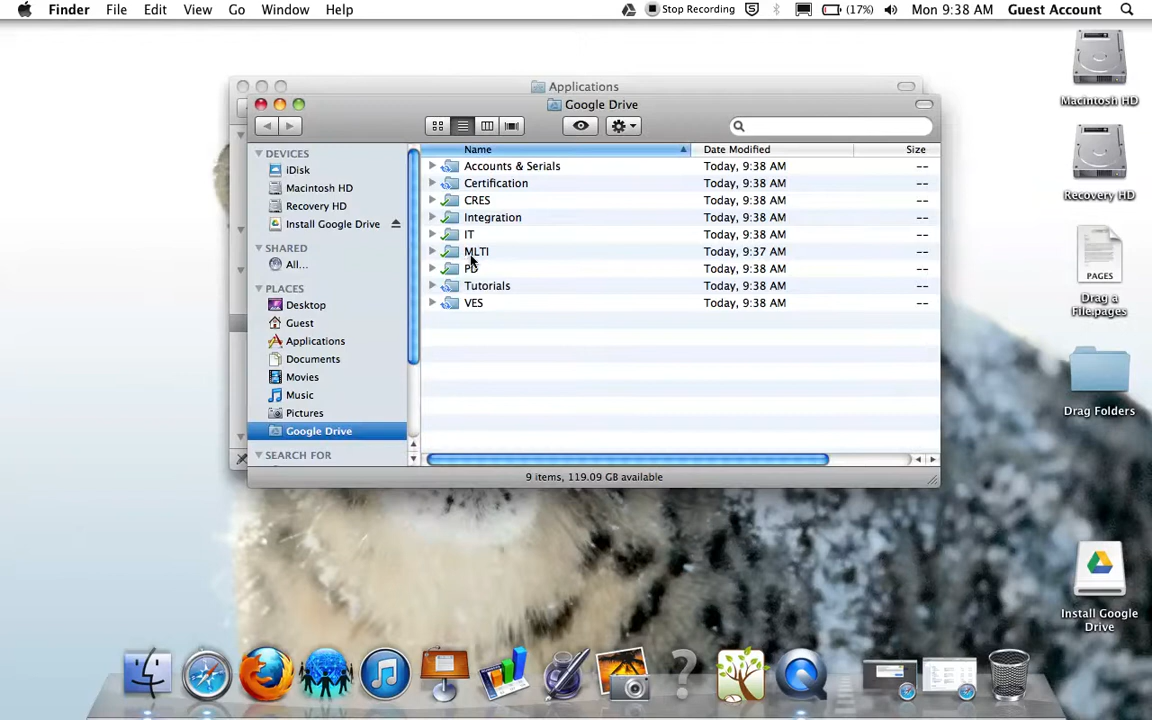 Finder File Edit View Go Window Help Stop Recording (17%) Mon 9:38 AM Guest Account
Macintosh HD
Recovery HD
PAGES
Drag a
File.pages
Drag Folders
Install Google
Drive
Applications
Google Drive
DEVICES
iDisk
Macintosh HD
Recovery HD
Install Google Drive
SHARED
All...
PLACES
Desktop
Guest
Applications
Documents
Movies
Music
Pictures
Google Drive
SEARCH FOR
Name Date Modified Size
Accounts & Serials Today, 9:38 AM --
Certification Today, 9:38 AM --
CRES Today, 9:38 AM --
Integration Today, 9:38 AM --
IT Today, 9:38 AM --
MLTI Today, 9:37 AM --
PD Today, 9:38 AM --
Tutorials Today, 9:38 AM --
VES Today, 9:38 AM --
9 items, 119.09 GB available